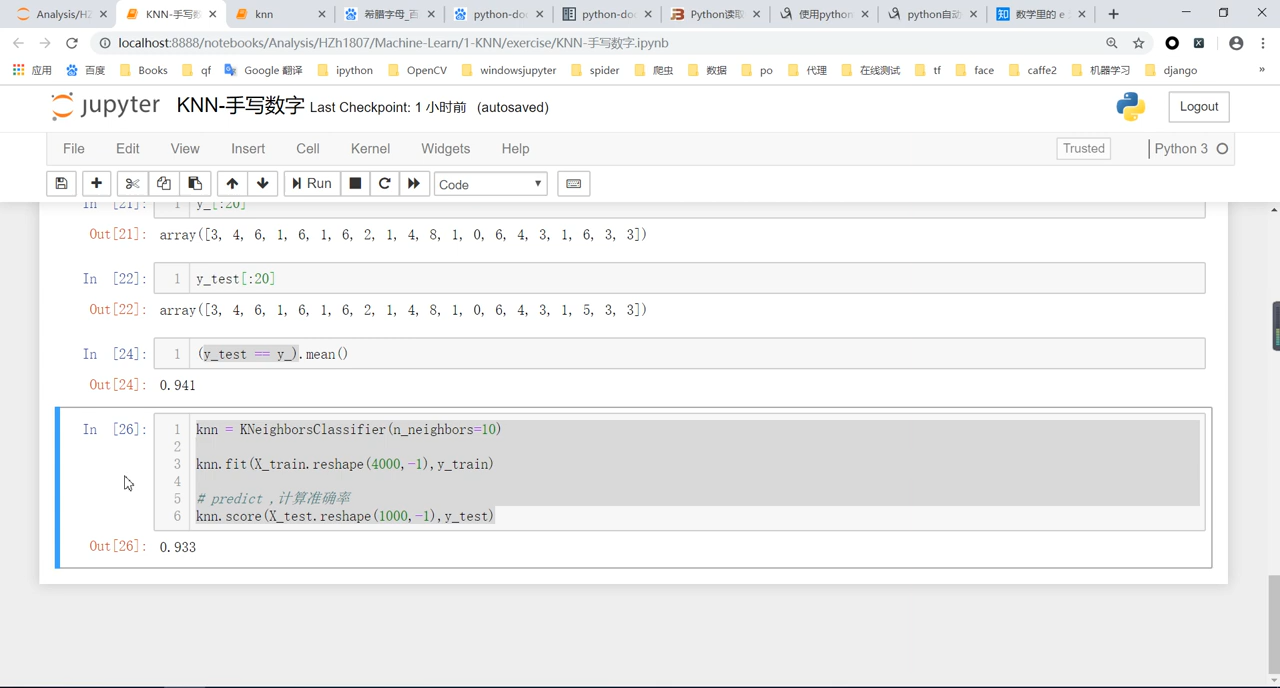 Analysis/HZ
KNN-手写数
knn
希腊字母_百
python-do
python-do
Python读取
使用python
python自动
数学里的 e
localhost:8888/notebooks/Analysis/HZh1807/Machine-Learn/1-KNN/exercise/KNN-手写数字.ipynb
应用 百度 Books qf Google 翻译 ipython OpenCV windowsjupyter spider 爬虫 数据 po 代理 在线测试 tf face caffe2 机器学习 django »
jupyter KNN-手写数字 Last Checkpoint: 1 小时前 (autosaved) Logout
File Edit View Insert Cell Kernel Widgets Help Trusted Python 3
Run Code
In [21]: 1 y_[:20]
Out[21]: array([3, 4, 6, 1, 6, 1, 6, 2, 1, 4, 8, 1, 0, 6, 4, 3, 1, 6, 3, 3])
In [22]: 1 y_test[:20]
Out[22]: array([3, 4, 6, 1, 6, 1, 6, 2, 1, 4, 8, 1, 0, 6, 4, 3, 1, 5, 3, 3])
In [24]: 1 (y_test == y_).mean()
Out[24]: 0.941
In [26]: 1 knn = KNeighborsClassifier(n_neighbors=10)
2
3 knn.fit(X_train.reshape(4000,-1),y_train)
4
5 # predict ,计算准确率
6 knn.score(X_test.reshape(1000,-1),y_test)
Out[26]: 0.933